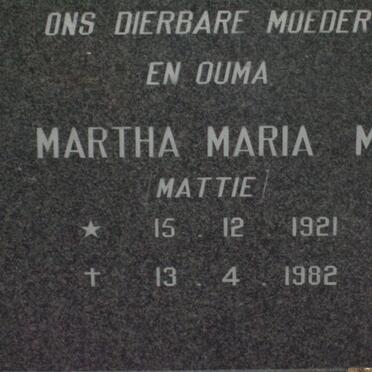 ONS DIERBARE MOEDER
EN OUMA
MARTHA MARIA M
(MATTIE)
★ 15 . 12 . 1921
✝ 13 . 4 . 1982